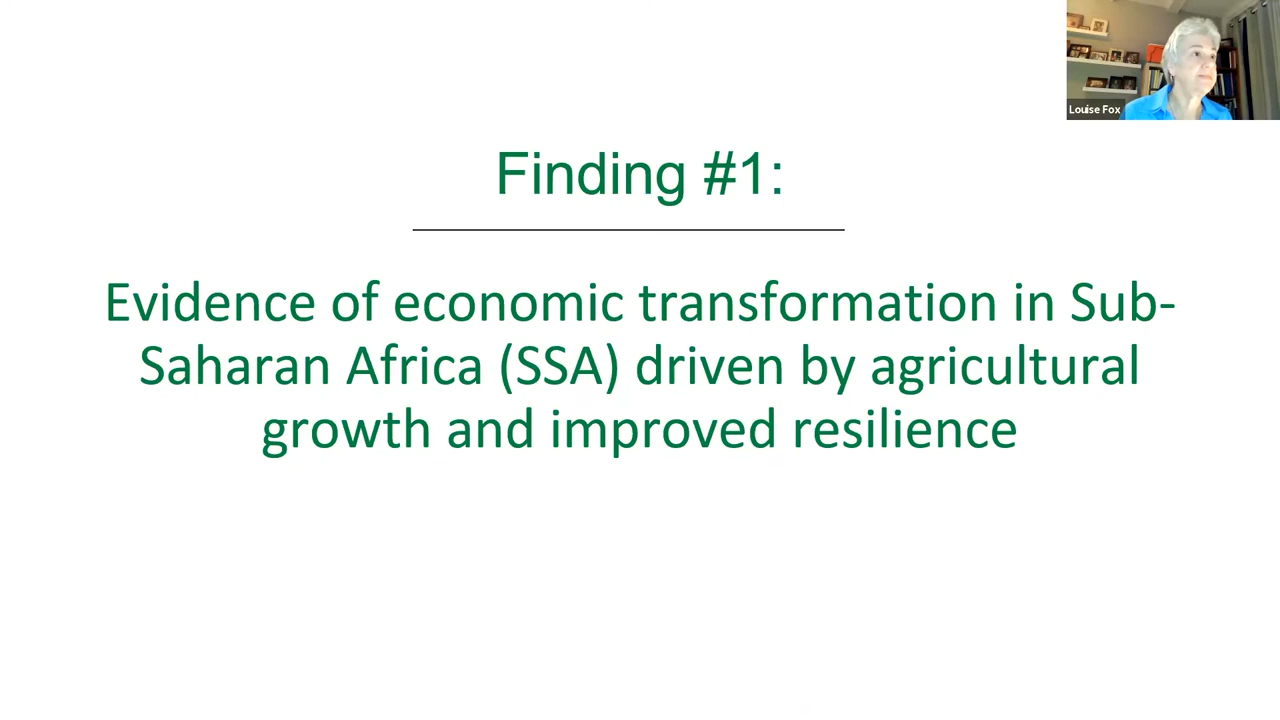 Louise Fox
Finding #1:
Evidence of economic transformation in Sub-
Saharan Africa (SSA) driven by agricultural
growth and improved resilience